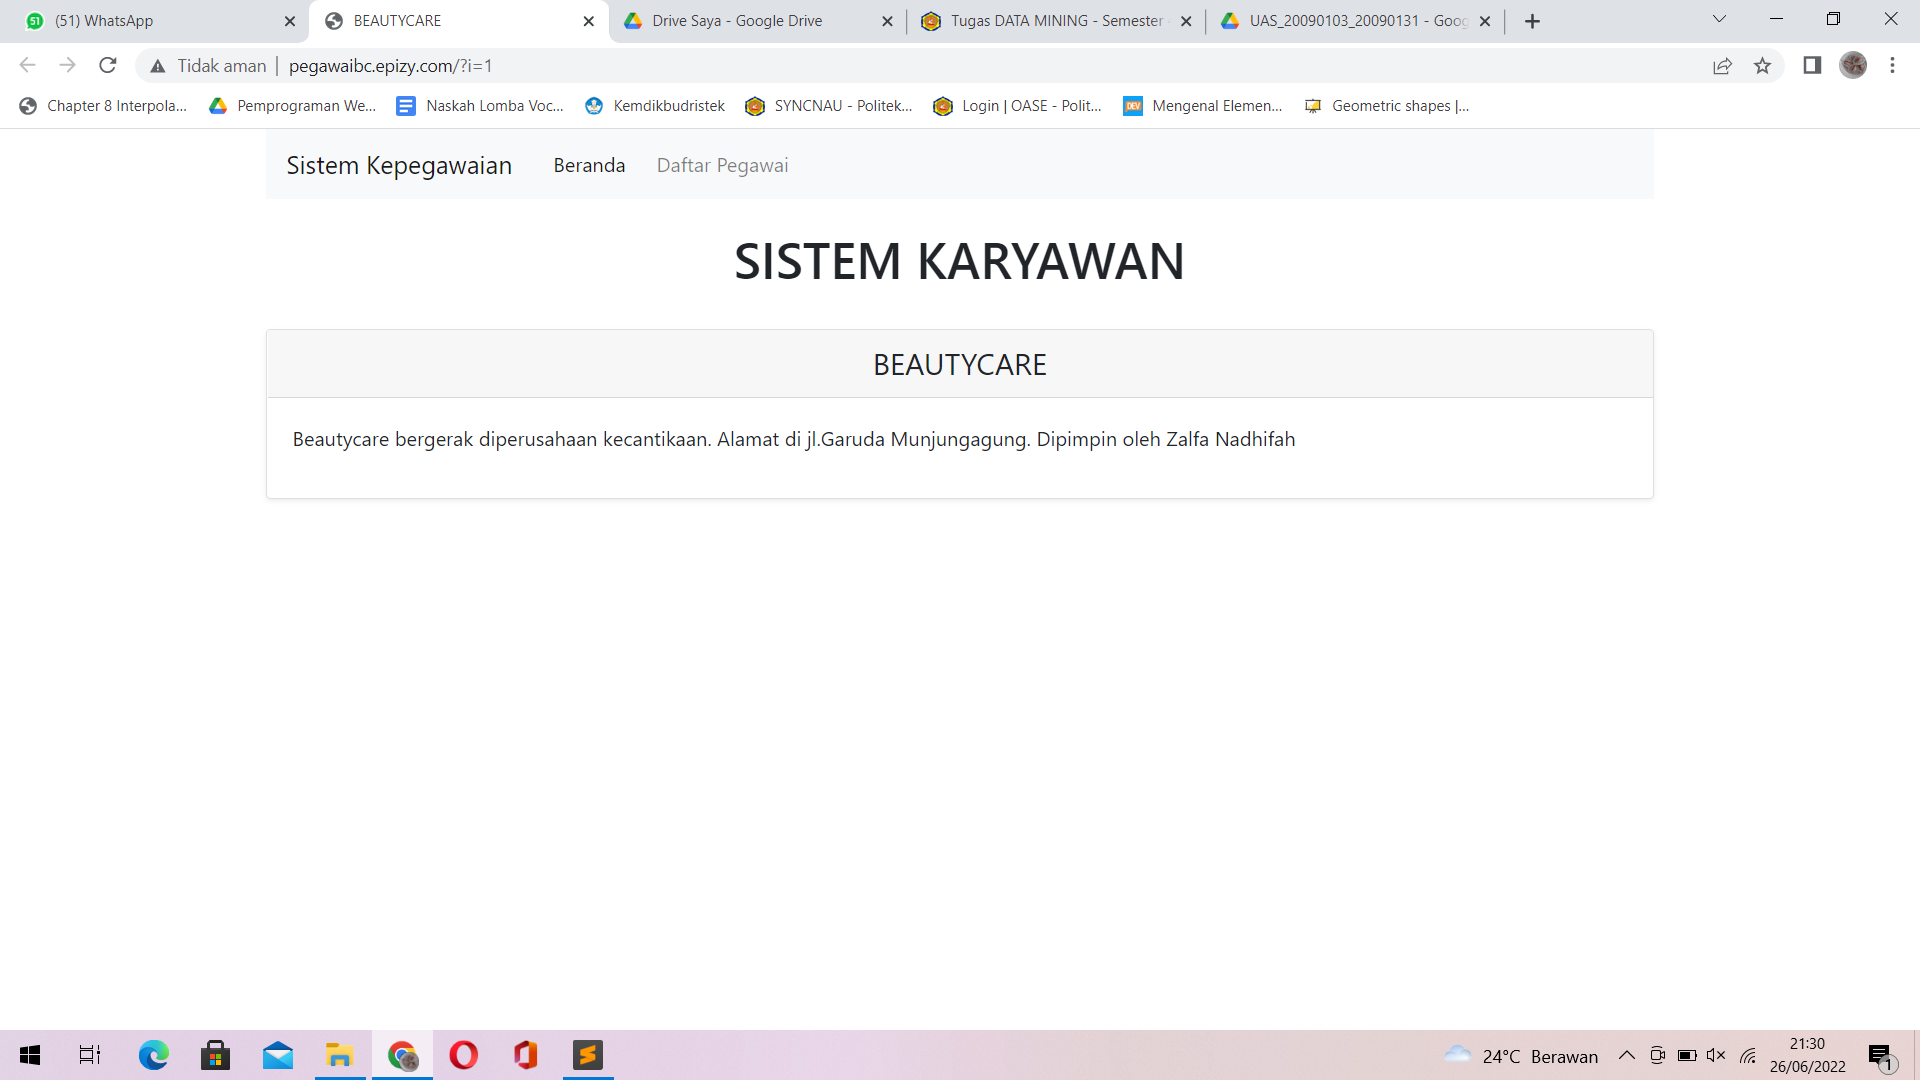 (51) WhatsApp
BEAUTYCARE
Drive Saya - Google Drive
Tugas DATA MINING - Semester
UAS_20090103_20090131 - Goog
Tidak aman
pegawaibc.epizy.com/?i=1
Chapter 8 Interpola...
Pemprograman We...
Naskah Lomba Voc...
Kemdikbudristek
SYNCNAU - Politek...
Login | OASE - Polit...
DEV
Mengenal Elemen...
Geometric shapes |...
Sistem Kepegawaian
Beranda
Daftar Pegawai
SISTEM KARYAWAN
BEAUTYCARE
Beautycare bergerak diperusahaan kecantikaan. Alamat di jl.Garuda Munjungagung. Dipimpin oleh Zalfa Nadhifah
24°C Berawan
21:30
26/06/2022
1